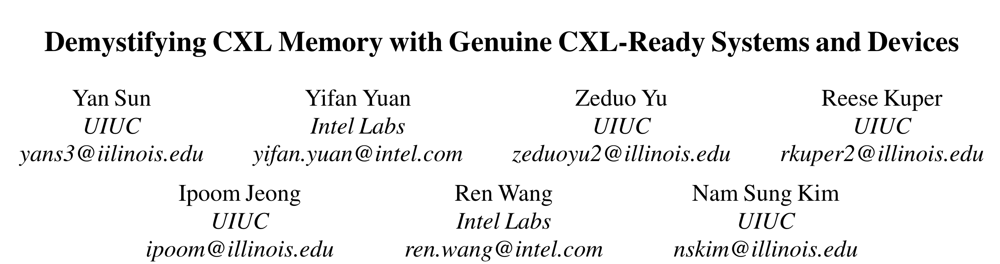 Demystifying CXL Memory with Genuine CXL-Ready Systems and Devices
Yan Sun Yifan Yuan Zeduo Yu Reese Kuper
UIUC Intel Labs UIUC UIUC
yans3@iilinois.edu yifan.yuan@intel.com zeduoyu2@illinois.edu rkuper2@illinois.edu
Ipoom Jeong Ren Wang Nam Sung Kim
UIUC Intel Labs UIUC
ipoom@illinois.edu ren.wang@intel.com nskim@illinois.edu